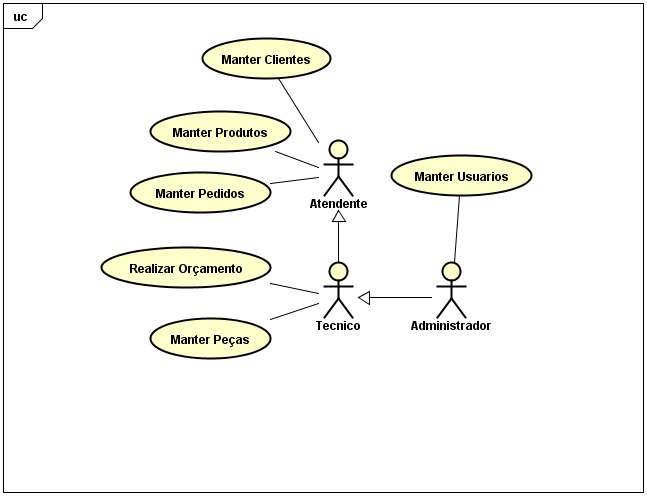 uc
Manter Clientes
Manter Produtos
Manter Usuarios
Manter Pedidos
Atendente
Realizar Orçamento
Tecnico
Administrador
Manter Peças